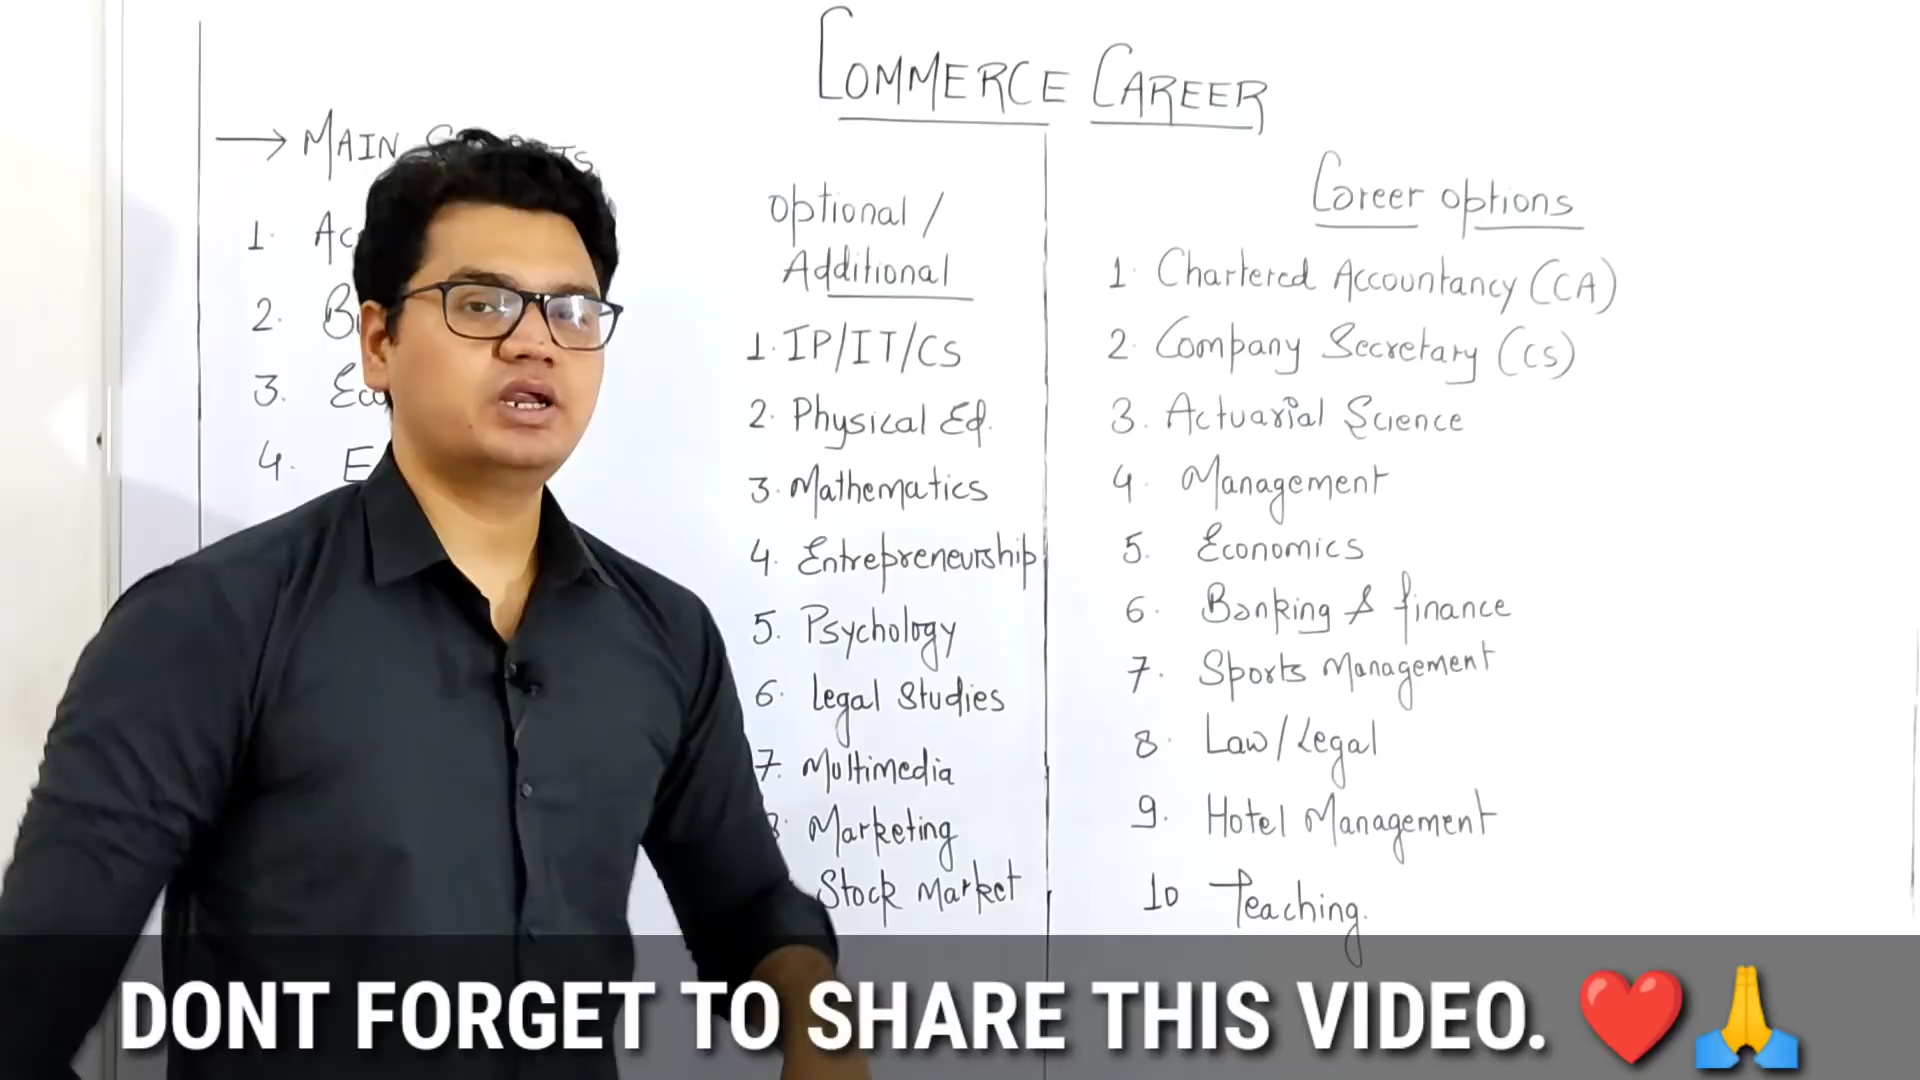 COMMERCE CAREER
→ MAIN
1.
2.
3.
4.
Optional /
Additional
1. IP/IT/CS
2. Physical Ed.
3. Mathematics
4. Entrepreneurship
5. Psychology
6. Legal Studies
7. Multimedia
8. Marketing
Stock Market
Career options
1. Chartered Accountancy (CA)
2. Company Secretary (CS)
3. Actuarial Science
4. Management
5. Economics
6. Banking & finance
7. Sports Management
8. Law/Legal
9. Hotel Management
10 Teaching.
DONT FORGET TO SHARE THIS VIDEO. ❤️🙏